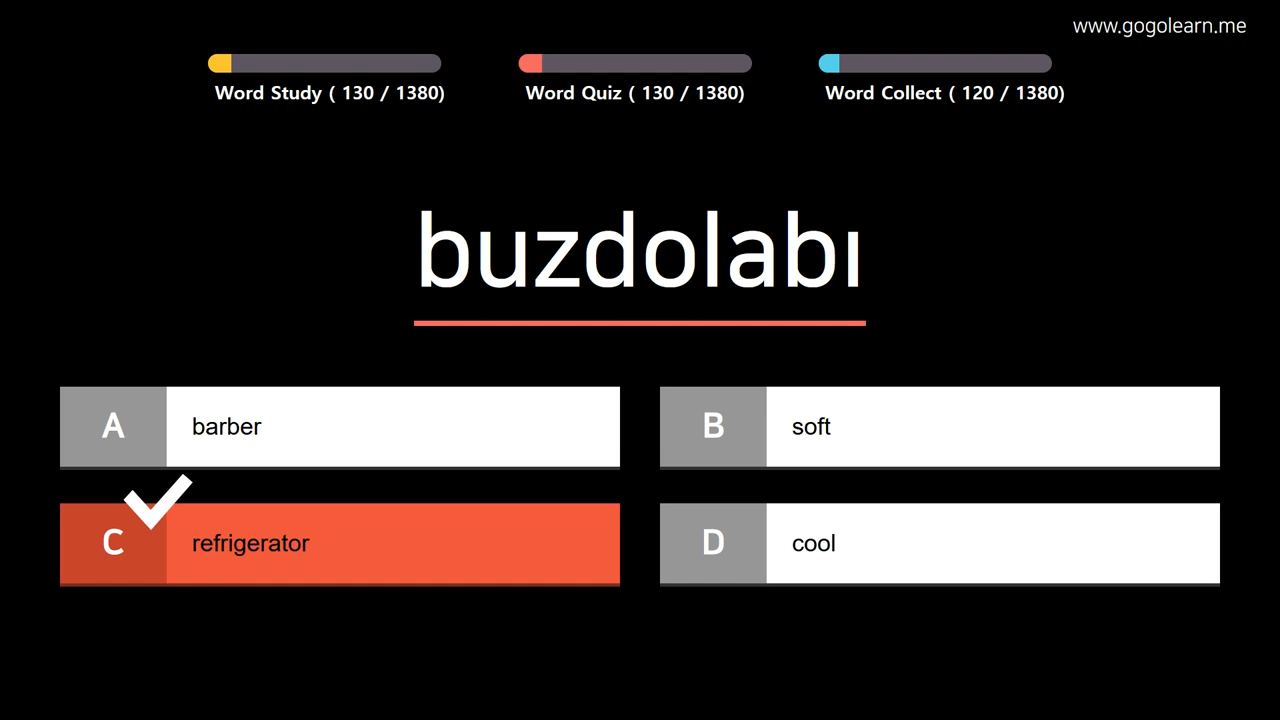 www.gogolearn.me
Word Study ( 130 / 1380)
Word Quiz ( 130 / 1380)
Word Collect ( 120 / 1380)
buzdolabı
A barber
B soft
C refrigerator
D cool